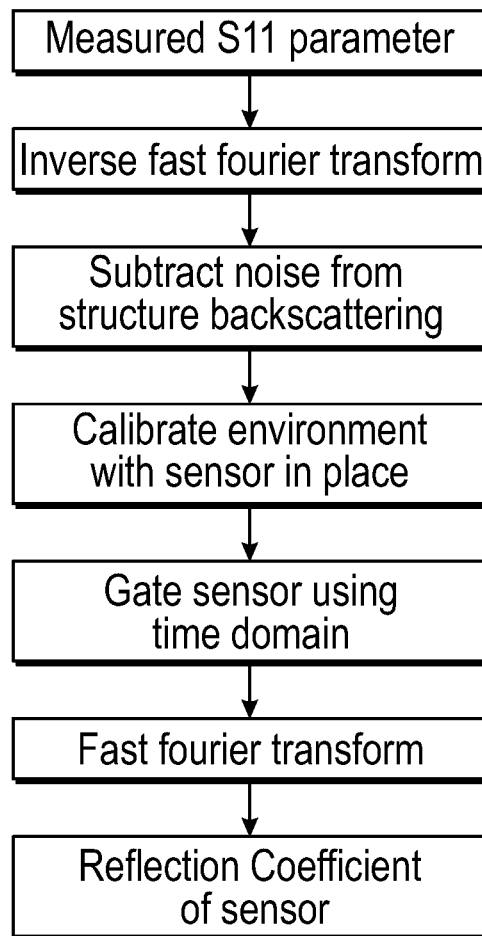 Measured S11 parameter
Inverse fast fourier transform
Subtract noise from
structure backscattering
Calibrate environment
with sensor in place
Gate sensor using
time domain
Fast fourier transform
Reflection Coefficient
of sensor